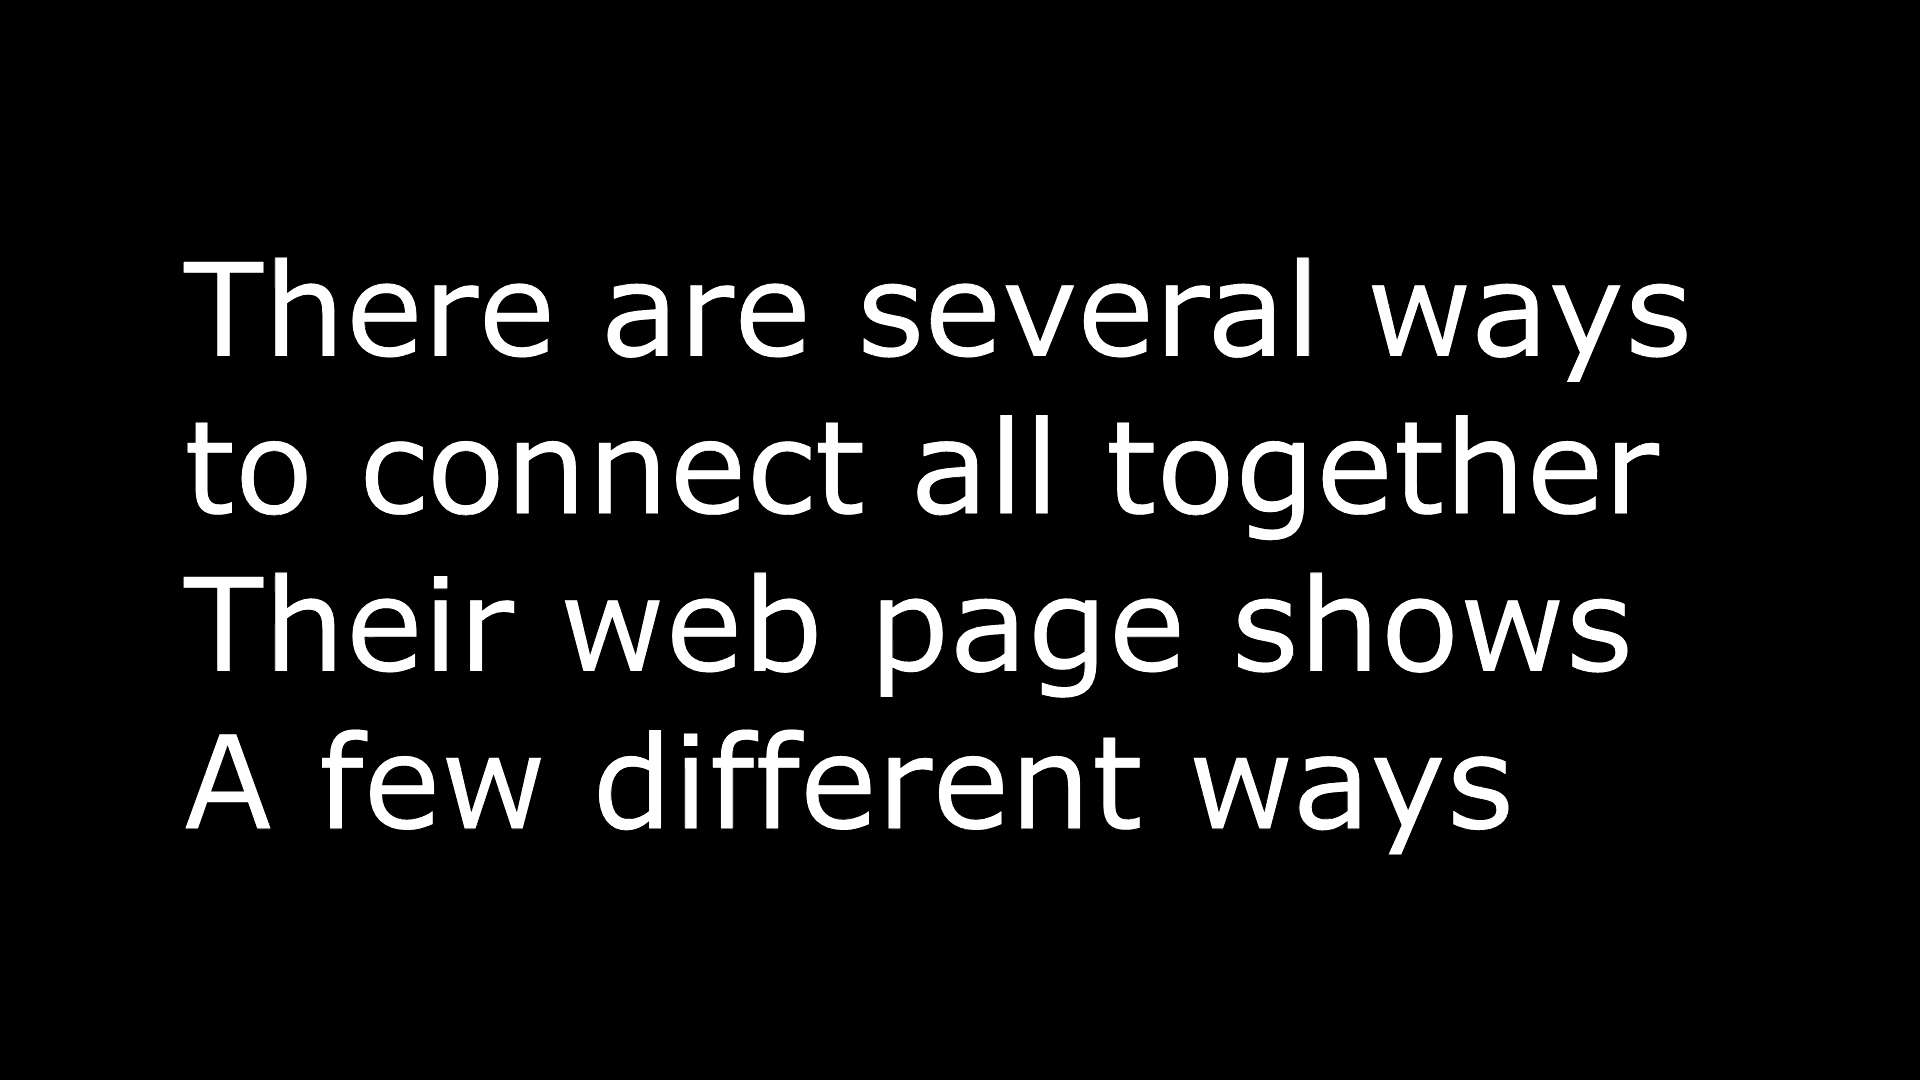 There are several ways
to connect all together
Their web page shows
A few different ways